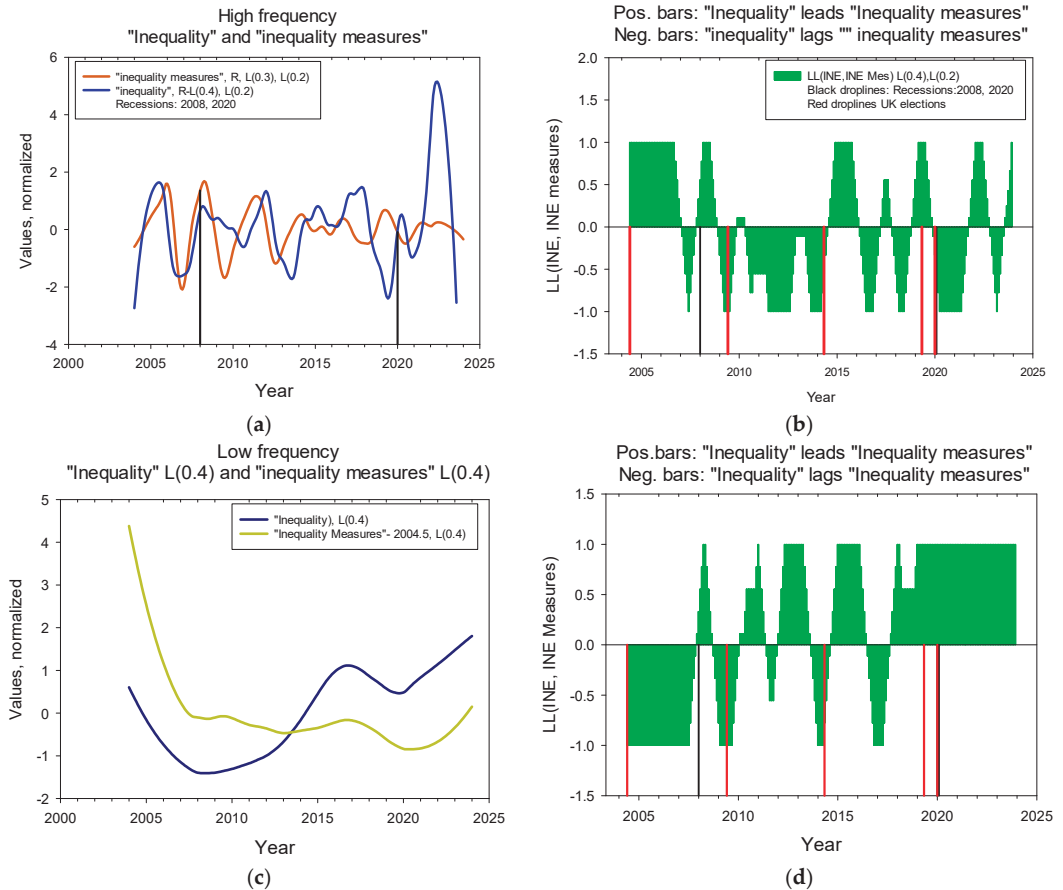 High frequency
"Inequality" and "inequality measures"
"inequality measures", R, L(0.3), L(0.2)
"inequality", R-L(0.4), L(0.2)
Recessions: 2008, 2020
Values, normalized
6
4
2
0
-2
-4
2000
2005
2010
2015
2020
2025
Year
(a)
Pos. bars: "Inequality" leads "Inequality measures"
Neg. bars: "inequality" lags "" inequality measures"
LL(INE,INE Mes) L(0.4),L(0.2)
Black droplines: Recessions:2008, 2020
Red droplines UK elections
LL(INE, INE measures)
2.0
1.5
1.0
0.5
0.0
-0.5
-1.0
-1.5
2005
2010
2015
2020
2025
Year
(b)
Low frequency
"Inequality" L(0.4) and "inequality measures" L(0.4)
"Inequality), L(0.4)
"Inequality Measures"- 2004.5, L(0.4)
Values, normalized
5
4
3
2
1
0
-1
-2
2000
2005
2010
2015
2020
2025
Year
(c)
Pos.bars: "Inequality" leads "Inequality measures"
Neg. bars: "Inequality" lags "Inequality measures"
LL(INE, INE Measures)
1.5
1.0
0.5
0.0
-0.5
-1.0
-1.5
2005
2010
2015
2020
2025
Year
(d)